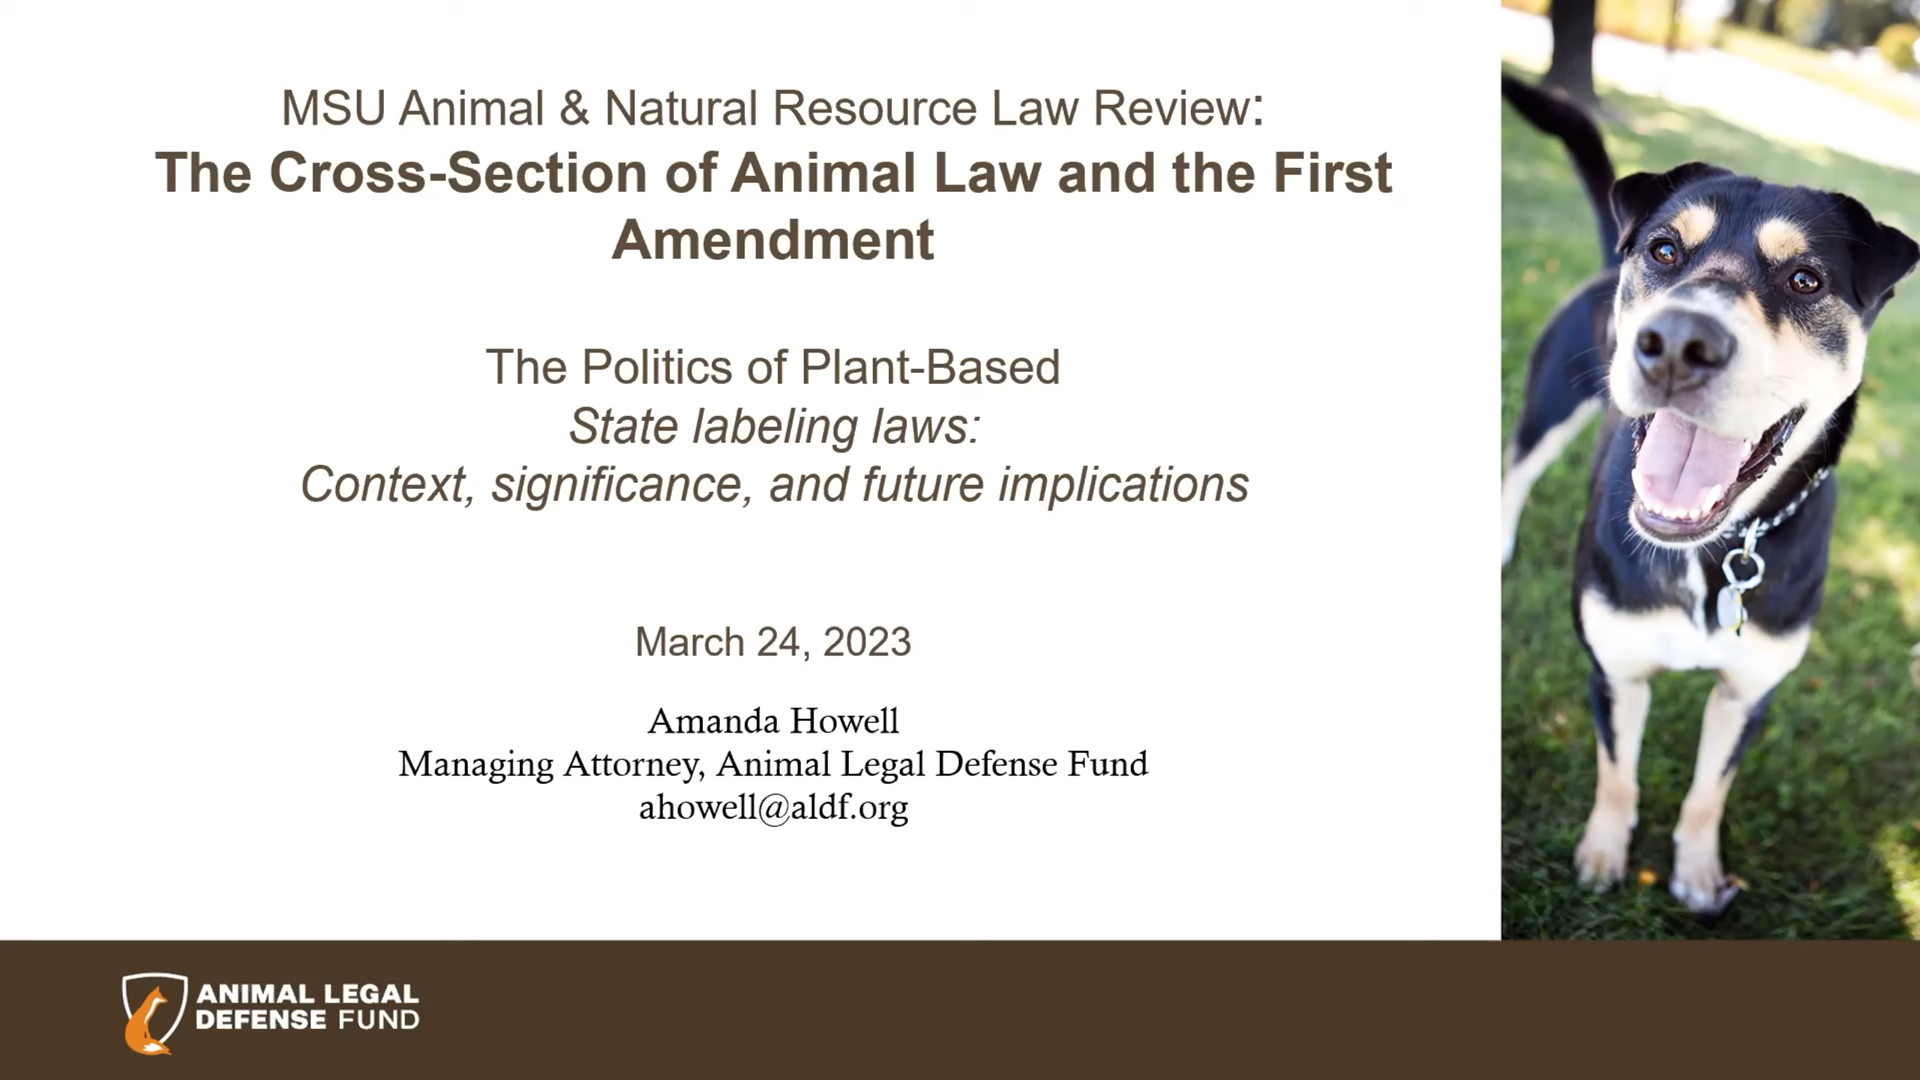 MSU Animal & Natural Resource Law Review:
The Cross-Section of Animal Law and the First
Amendment
The Politics of Plant-Based
State labeling laws:
Context, significance, and future implications
March 24, 2023
Amanda Howell
Managing Attorney, Animal Legal Defense Fund
ahowell@aldf.org
ANIMAL LEGAL
DEFENSE FUND